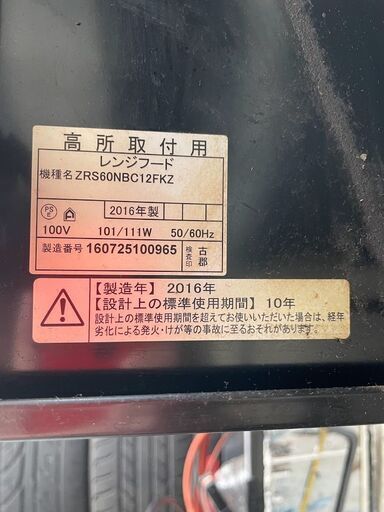 高所取付用
レンジフード
機種名 ZRS60NBC12FKZ
PSE 2016年製
100V 101/111W 50/60Hz
製造番号 160725100965 検査印 古郡
【製造年】2016年
【設計上の標準使用期間】10年
設計上の標準使用期間を超えてお使いいただいた場合は、経年
劣化による発火・けが等の事故に至るおそれがあります。